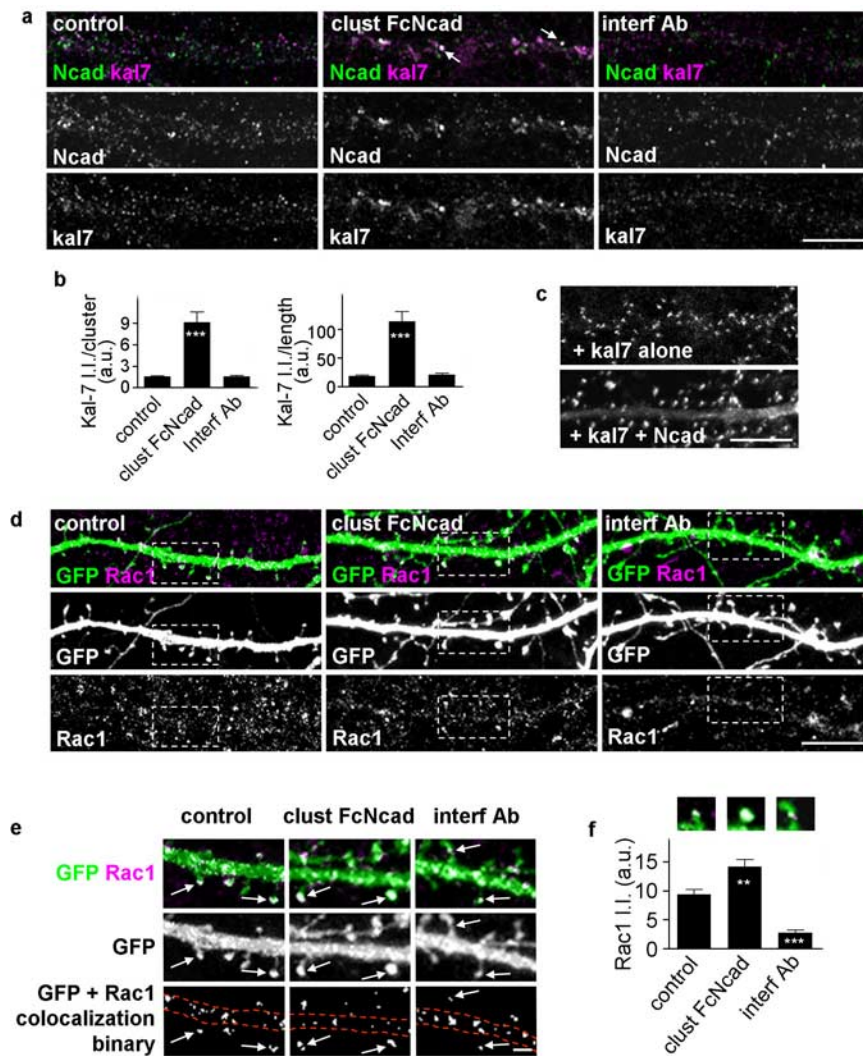 a
control
clust FcNcad
interf Ab
Ncad kal7
Ncad kal7
Ncad kal7
Ncad
Ncad
Ncad
kal7
kal7
kal7
b
Kal-7 I.I./cluster
(a.u.)
9
6
3
0
***
control
clust FcNcad
Interf Ab
Kal-7 I.I./length
(a.u.)
100
50
0
***
control
clust FcNcad
Interf Ab
c
+ kal7 alone
+ kal7 + Ncad
d
control
clust FcNcad
interf Ab
GFP Rac1
GFP Rac1
GFP Rac1
GFP
GFP
GFP
Rac1
Rac1
Rac1
e
control
clust FcNcad
interf Ab
GFP Rac1
GFP
GFP + Rac1
colocalization
binary
f
Rac1 I.I. (a.u.)
15
10
5
0
**
***
control
clust FcNcad
interf Ab